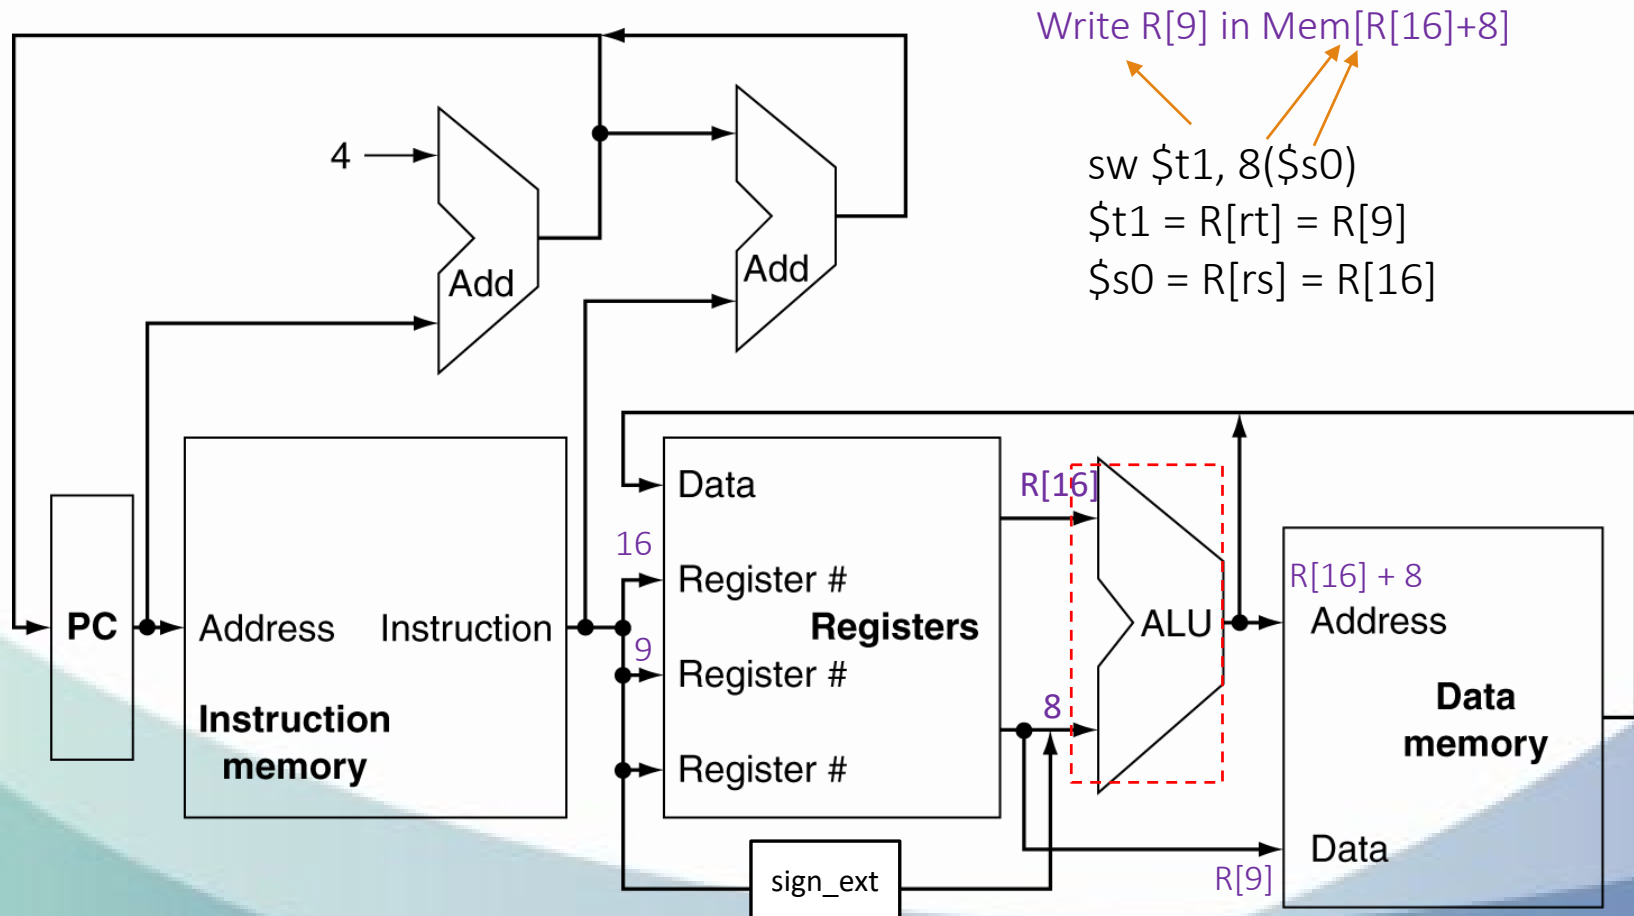 Write R[9] in Mem[R[16]+8]
sw $t1, 8($s0)
$t1 = R[rt] = R[9]
$s0 = R[rs] = R[16]
4
Add
Add
PC
Address
Instruction
Instruction
memory
16
9
Data
Register #
Registers
Register #
Register #
sign_ext
R[16]
8
ALU
R[16] + 8
Address
Data
memory
Data
R[9]